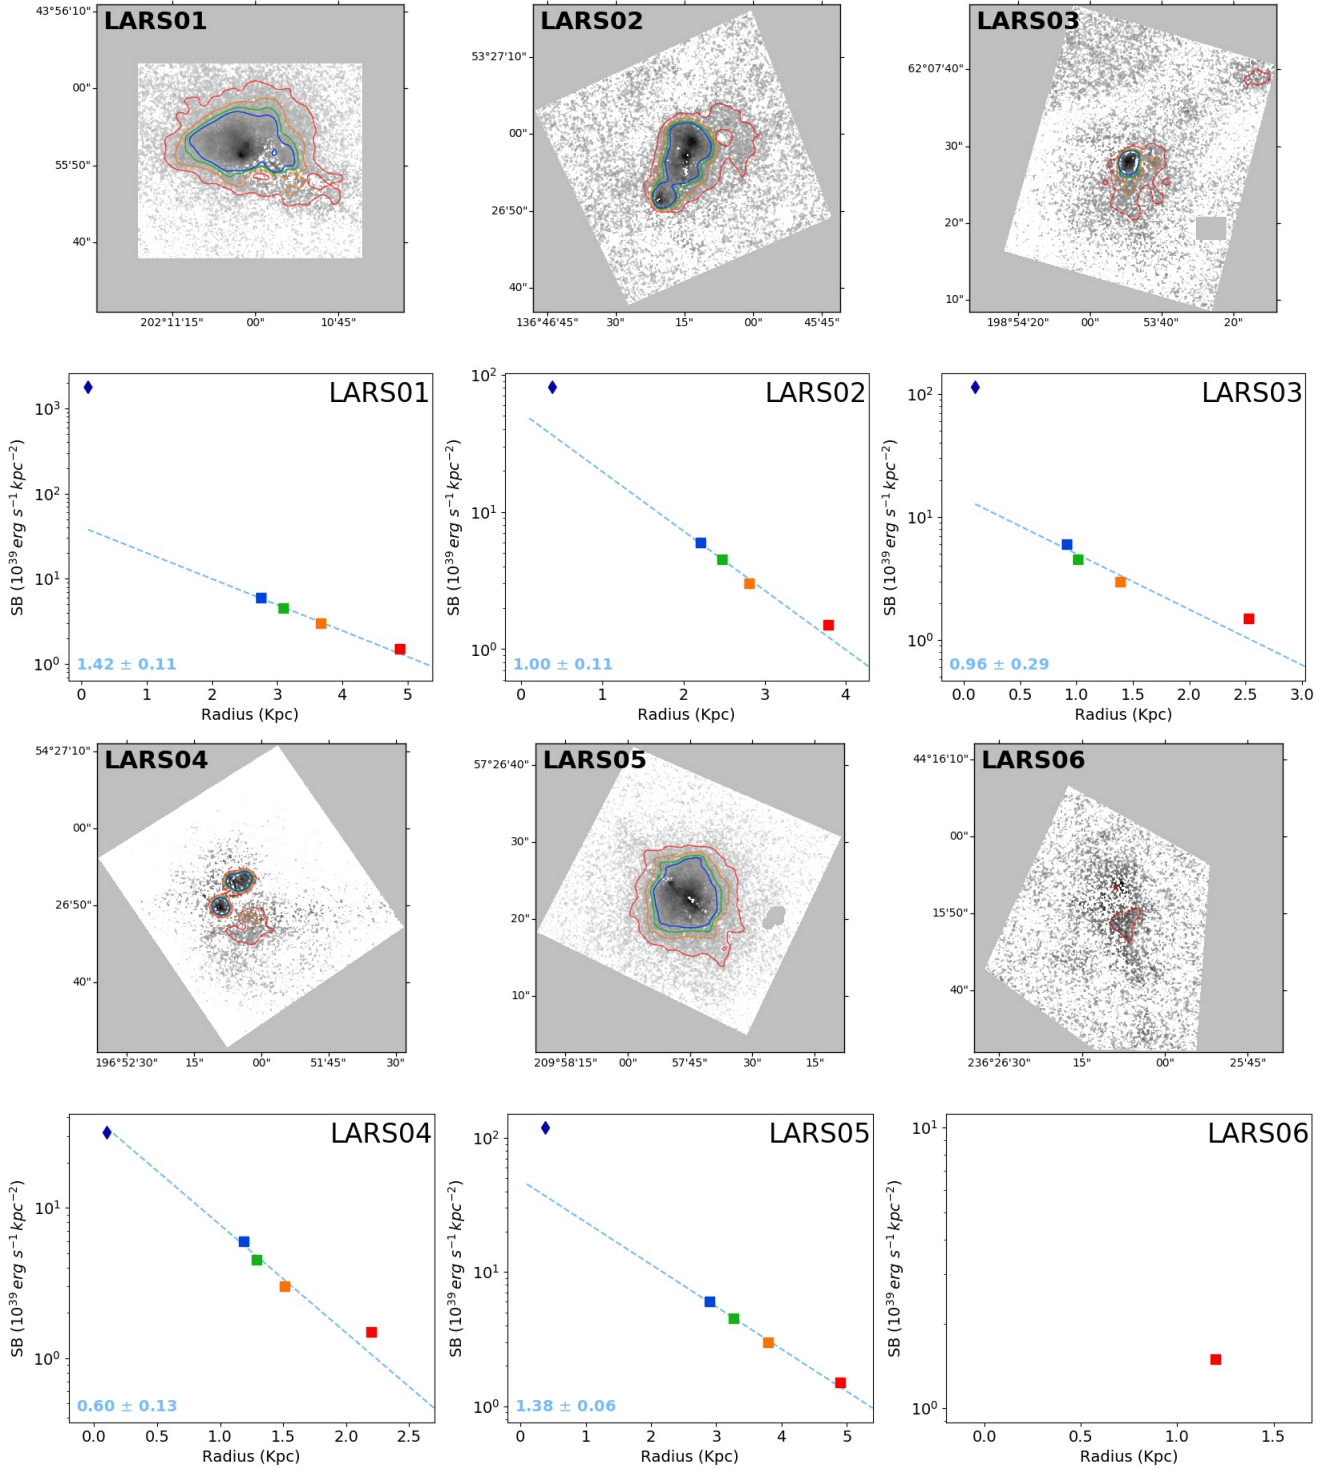 LARS01
43°56'10"
00"
55'50"
40"
202°11'15" 00" 10'45"
LARS02
53°27'10"
00"
26'50"
40"
136°46'45" 30" 15" 00" 45'45"
LARS03
62°07'40"
30"
20"
10"
198°54'20" 00" 53'40" 20"
LARS01
SB (10³⁹ erg s⁻¹ kpc⁻²)
10³
10²
10¹
10⁰
1.42 ± 0.11
0 1 2 3 4 5
Radius (Kpc)
LARS02
SB (10³⁹ erg s⁻¹ kpc⁻²)
10²
10¹
10⁰
1.00 ± 0.11
0 1 2 3 4
Radius (Kpc)
LARS03
SB (10³⁹ erg s⁻¹ kpc⁻²)
10²
10¹
10⁰
0.96 ± 0.29
0.0 0.5 1.0 1.5 2.0 2.5 3.0
Radius (Kpc)
LARS04
54°27'10"
00"
26'50"
40"
196°52'30" 15" 00" 51'45" 30"
LARS05
57°26'40"
30"
20"
10"
209°58'15" 00" 57'45" 30" 15"
LARS06
44°16'10"
00"
15'50"
40"
236°26'30" 15" 00" 25'45"
LARS04
SB (10³⁹ erg s⁻¹ kpc⁻²)
10¹
10⁰
0.60 ± 0.13
0.0 0.5 1.0 1.5 2.0 2.5
Radius (Kpc)
LARS05
SB (10³⁹ erg s⁻¹ kpc⁻²)
10²
10¹
10⁰
1.38 ± 0.06
0 1 2 3 4 5
Radius (Kpc)
LARS06
SB (10³⁹ erg s⁻¹ kpc⁻²)
10¹
10⁰
0.0 0.5 1.0 1.5
Radius (Kpc)